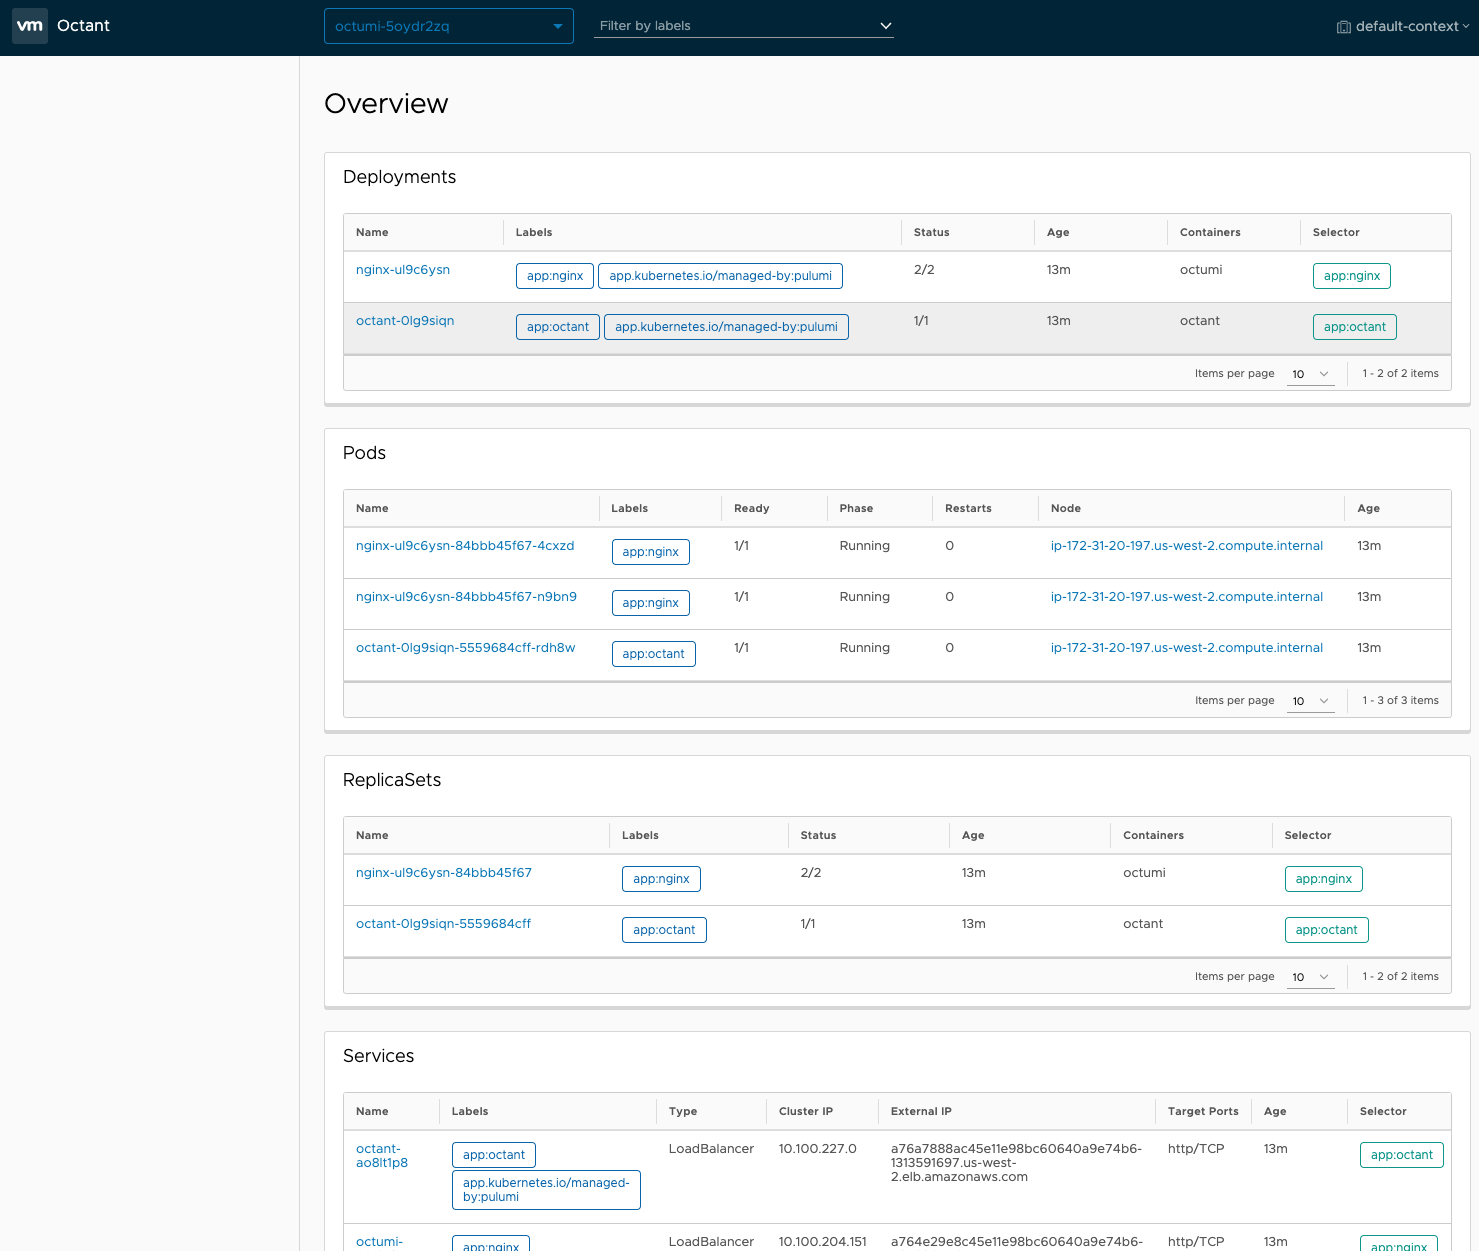 vm Octant octumi-5oydr2zq Filter by labels default-context
Overview
Deployments
Name Labels Status Age Containers Selector
nginx-ul9c6ysn app:nginx app.kubernetes.io/managed-by:pulumi 2/2 13m octumi app:nginx
octant-0lg9siqn app:octant app.kubernetes.io/managed-by:pulumi 1/1 13m octant app:octant
Items per page 10 1 - 2 of 2 items
Pods
Name Labels Ready Phase Restarts Node Age
nginx-ul9c6ysn-84bbb45f67-4cxzd app:nginx 1/1 Running 0 ip-172-31-20-197.us-west-2.compute.internal 13m
nginx-ul9c6ysn-84bbb45f67-n9bn9 app:nginx 1/1 Running 0 ip-172-31-20-197.us-west-2.compute.internal 13m
octant-0lg9siqn-5559684cff-rdh8w app:octant 1/1 Running 0 ip-172-31-20-197.us-west-2.compute.internal 13m
Items per page 10 1 - 3 of 3 items
ReplicaSets
Name Labels Status Age Containers Selector
nginx-ul9c6ysn-84bbb45f67 app:nginx 2/2 13m octumi app:nginx
octant-0lg9siqn-5559684cff app:octant 1/1 13m octant app:octant
Items per page 10 1 - 2 of 2 items
Services
Name Labels Type Cluster IP External IP Target Ports Age Selector
octant- app:octant LoadBalancer 10.100.227.0 a76a7888ac45e11e98bc60640a9e74b6- http/TCP 13m app:octant
ao8lt1p8 1313591697.us-west-
app.kubernetes.io/managed- 2.elb.amazonaws.com
by:pulumi
octumi- app:nginx LoadBalancer 10.100.204.151 a764e29e8c45e11e98bc60640a9e74b6- http/TCP 13m app:nginx